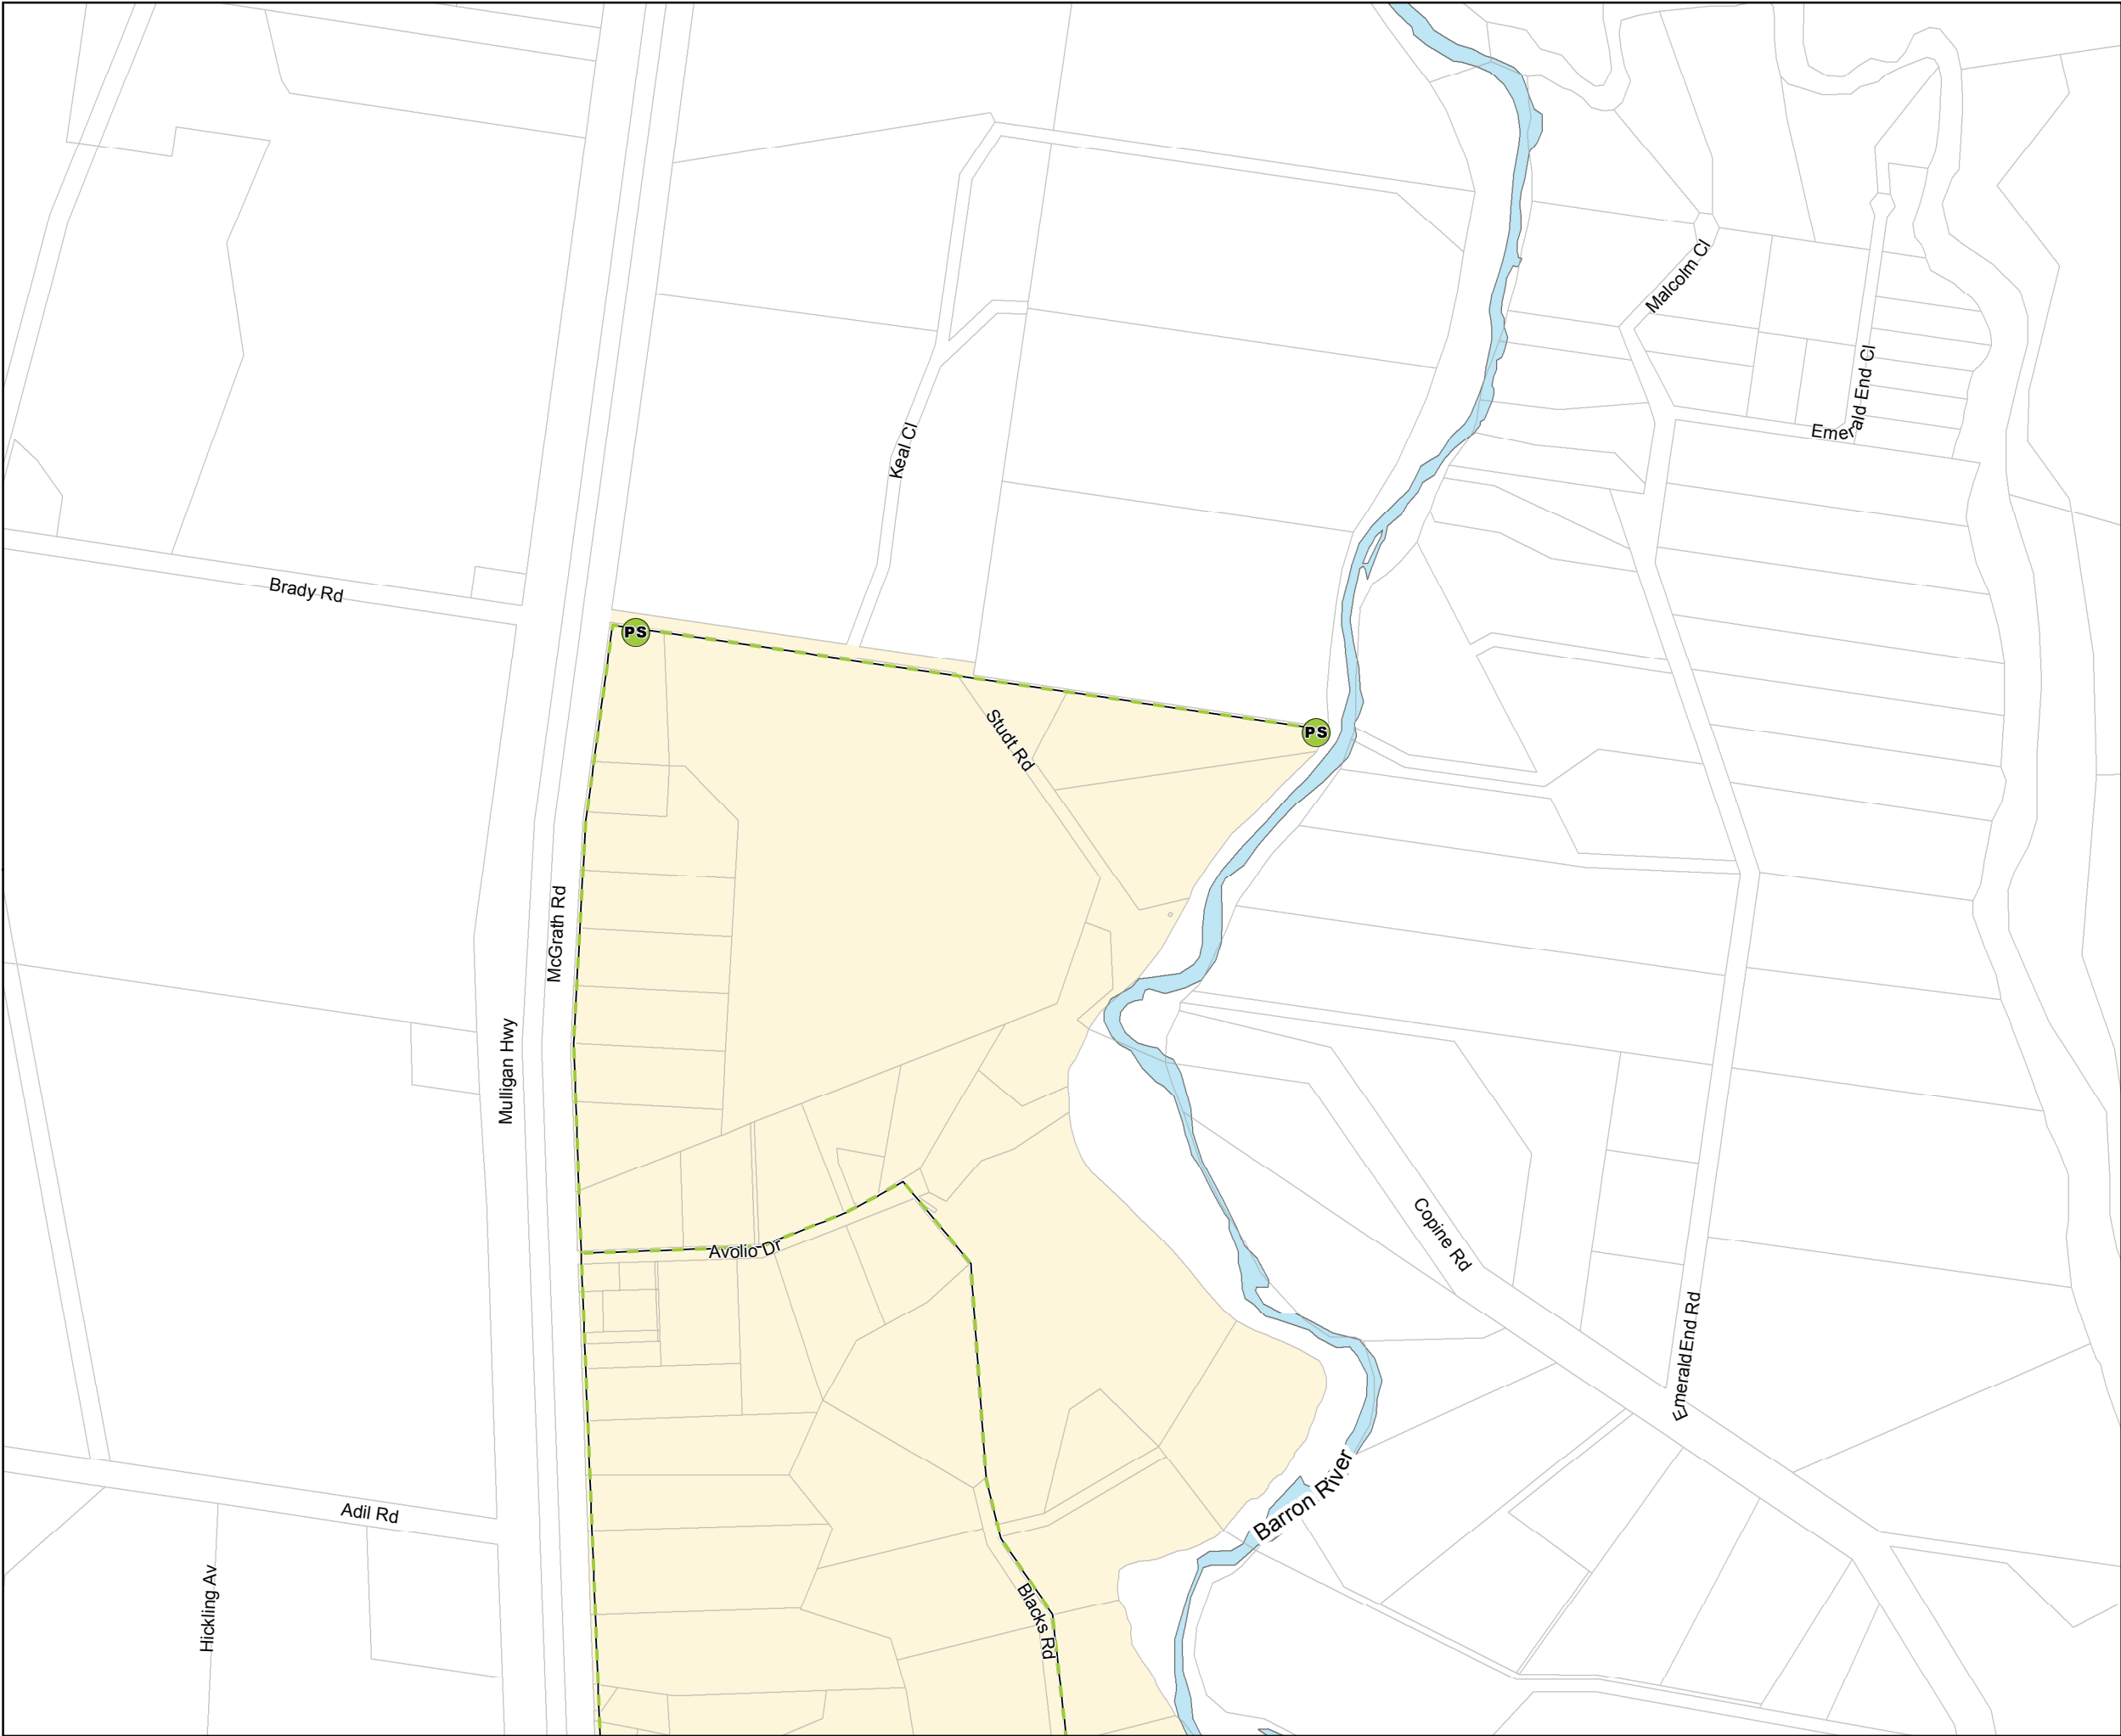 Malcolm Cl
Emerald End Cl
Keal Cl
Brady Rd
PS
Studt Rd
PS
McGrath Rd
Mulligan Hwy
Avolio Dr
Copine Rd
Emerald End Rd
Barron River
Adil Rd
Hickling Av
Blacks Rd